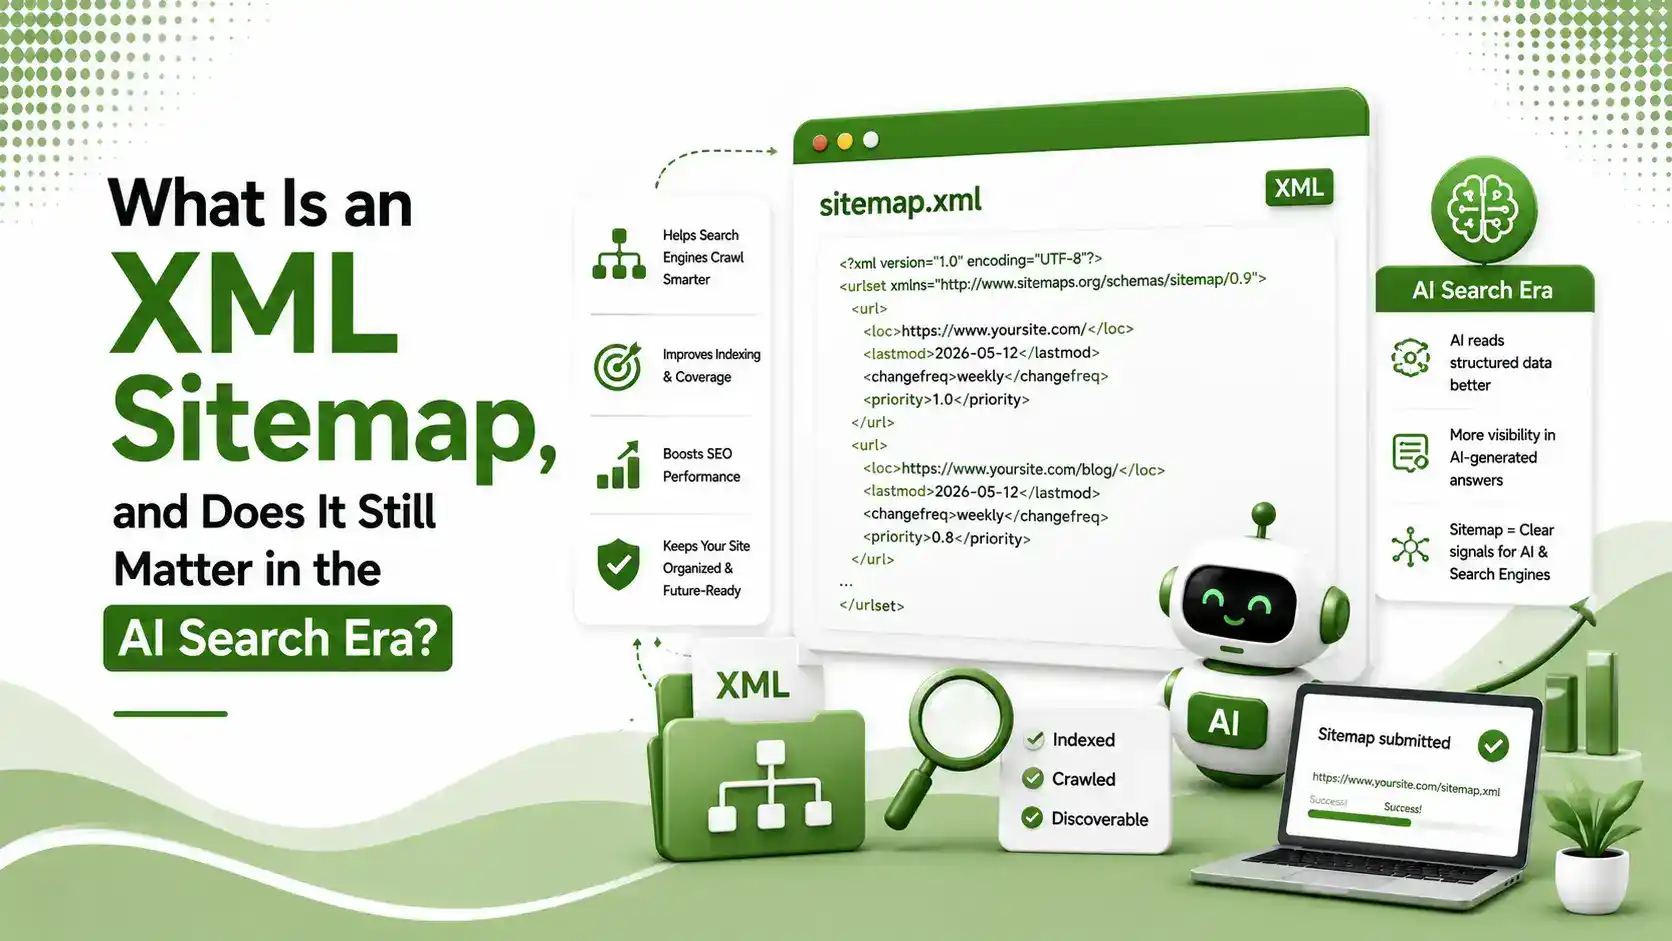 What Is an
XML
Sitemap,
and Does It Still
Matter in the
AI Search Era?
Helps Search
Engines Crawl
Smarter
Improves Indexing
& Coverage
Boosts SEO
Performance
Keeps Your Site
Organized &
Future-Ready
sitemap.xml
XML
<?xml version="1.0" encoding="UTF-8"?>
<urlset xmlns="http://www.sitemaps.org/schemas/sitemap/0.9">
<url>
<loc>https://www.yoursite.com/</loc>
<lastmod>2026-05-12</lastmod>
<changefreq>weekly</changefreq>
<priority>1.0</priority>
</url>
<url>
<loc>https://www.yoursite.com/blog/</loc>
<lastmod>2026-05-12</lastmod>
<changefreq>weekly</changefreq>
<priority>0.8</priority>
</url>
...
</urlset>
AI Search Era
AI reads
structured data
better
More visibility in
AI-generated
answers
Sitemap = Clear
signals for AI &
Search Engines
XML
Indexed
Crawled
Discoverable
AI
Sitemap submitted
https://www.yoursite.com/sitemap.xml
Success!
Success!